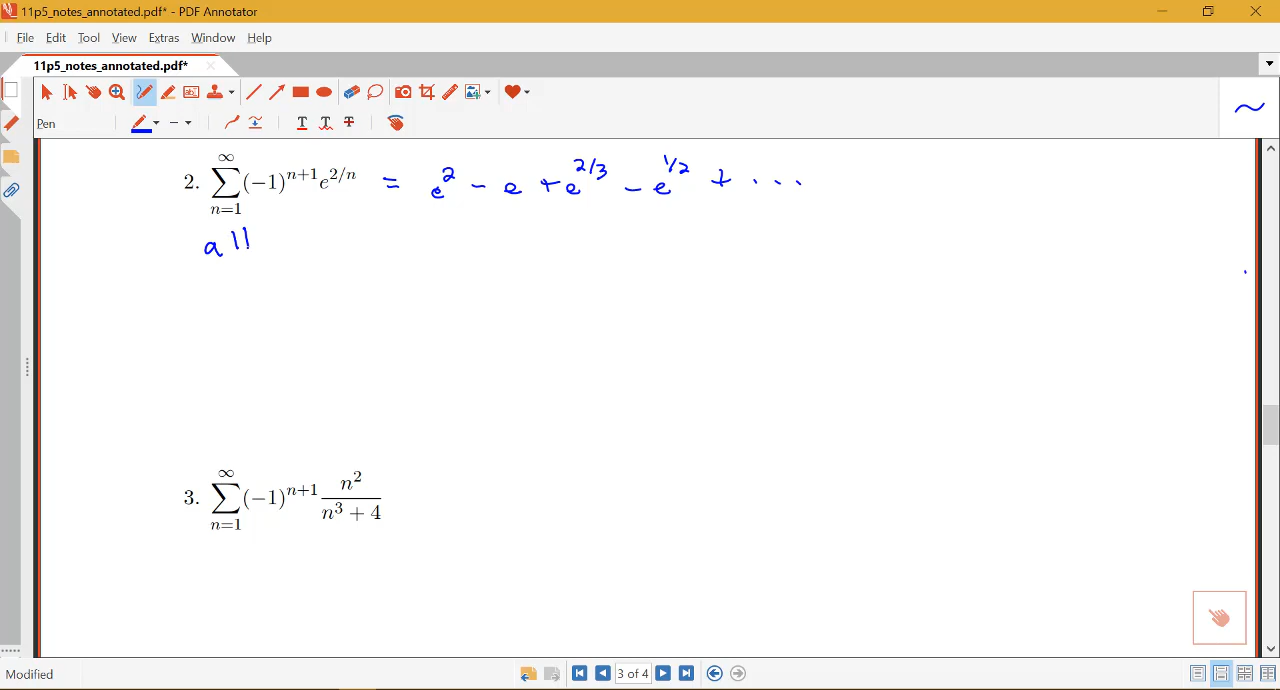 11p5_notes_annotated.pdf* - PDF Annotator
File Edit Tool View Extras Window Help
11p5_notes_annotated.pdf*
Pen
2. ∑_{n=1}^{∞} (−1)^{n+1} e^{2/n} = e^2 - e + e^{2/3} - e^{1/2} + ...
all
3. ∑_{n=1}^{∞} (−1)^{n+1} \frac{n^2}{n^3 + 4}
Modified
3 of 4